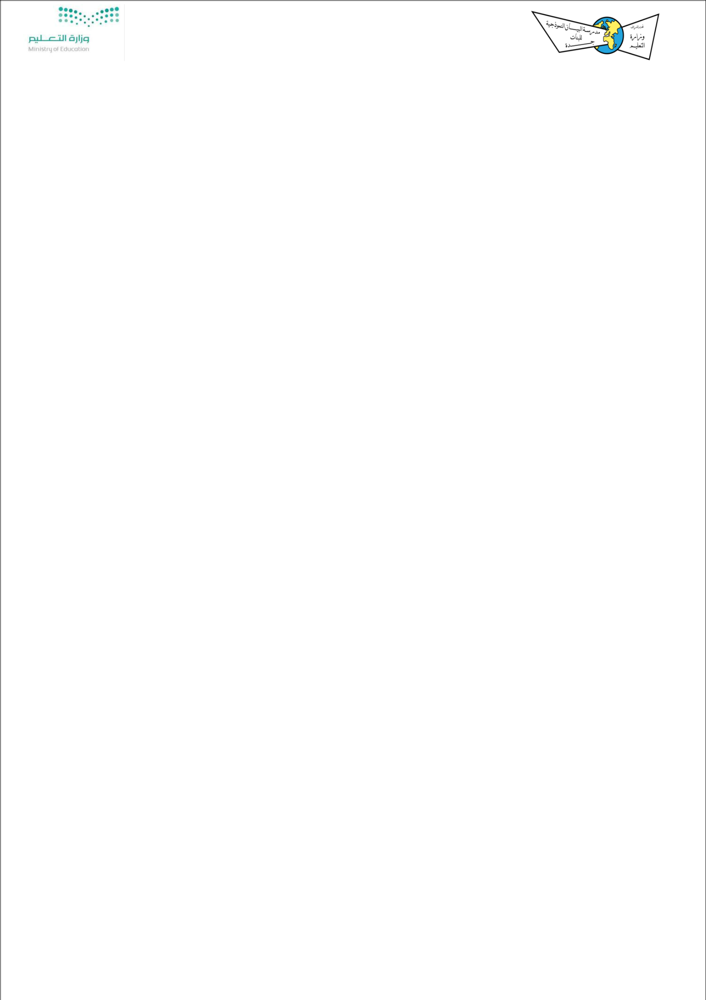 وزارة التعليم
Ministry of Education
تحت إشراف
وزارة
التعليم
مدرسة البيان النموذجية
للبنات
جدة